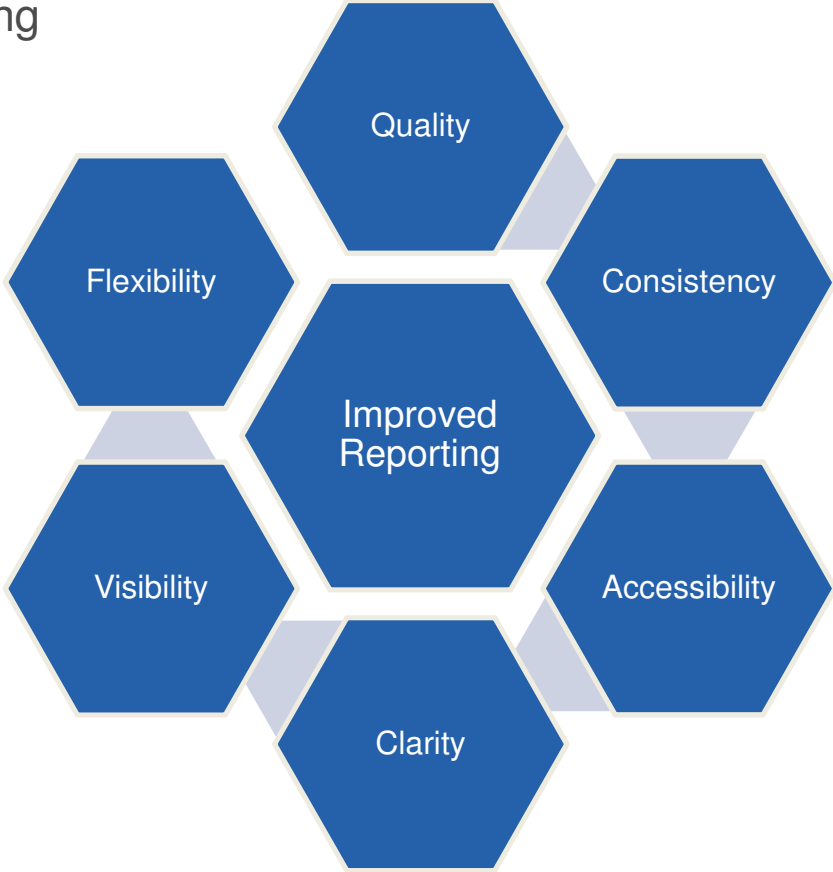 ng
Quality
Flexibility
Consistency
Improved
Reporting
Visibility
Accessibility
Clarity